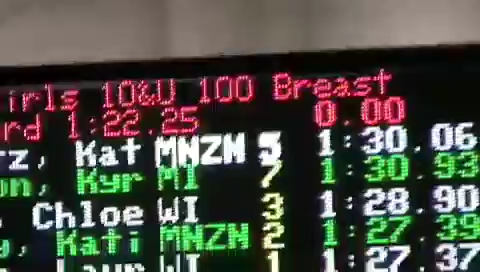 irls 10&U 100 Breast
rd 1:22.25 0.00
rz, Kat MNZN 5 1:30.06
on, Kyr MI 7 1:30.93
, Chloe WI 3 1:28.90
, Kati MNZN 2 1:27.39
WI 1 1:27.37